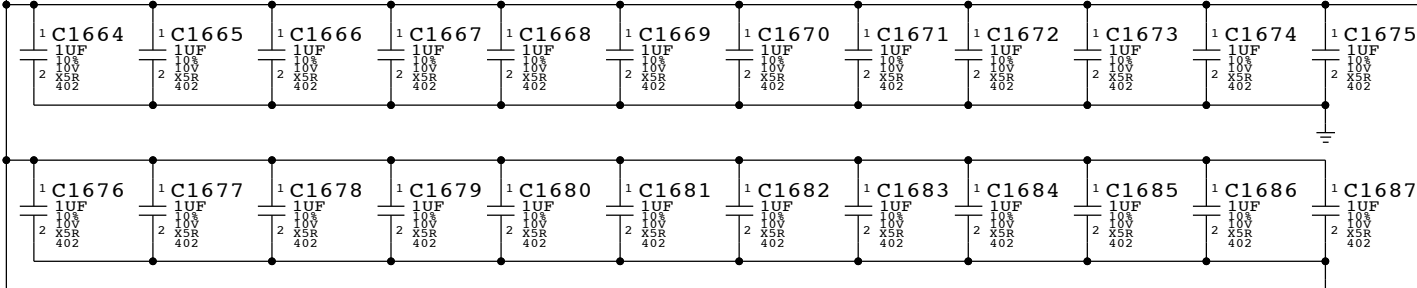 1 C1664 1 C1665 1 C1666 1 C1667 1 C1668 1 C1669 1 C1670 1 C1671 1 C1672 1 C1673 1 C1674 1 C1675
1UF 1UF 1UF 1UF 1UF 1UF 1UF 1UF 1UF 1UF 1UF 1UF
10% 10% 10% 10% 10% 10% 10% 10% 10% 10% 10% 10%
10V 10V 10V 10V 10V 10V 10V 10V 10V 10V 10V 10V
2 X5R 2 X5R 2 X5R 2 X5R 2 X5R 2 X5R 2 X5R 2 X5R 2 X5R 2 X5R 2 X5R 2 X5R
402 402 402 402 402 402 402 402 402 402 402 402
1 C1676 1 C1677 1 C1678 1 C1679 1 C1680 1 C1681 1 C1682 1 C1683 1 C1684 1 C1685 1 C1686 1 C1687
1UF 1UF 1UF 1UF 1UF 1UF 1UF 1UF 1UF 1UF 1UF 1UF
10% 10% 10% 10% 10% 10% 10% 10% 10% 10% 10% 10%
10V 10V 10V 10V 10V 10V 10V 10V 10V 10V 10V 10V
2 X5R 2 X5R 2 X5R 2 X5R 2 X5R 2 X5R 2 X5R 2 X5R 2 X5R 2 X5R 2 X5R 2 X5R
402 402 402 402 402 402 402 402 402 402 402 402